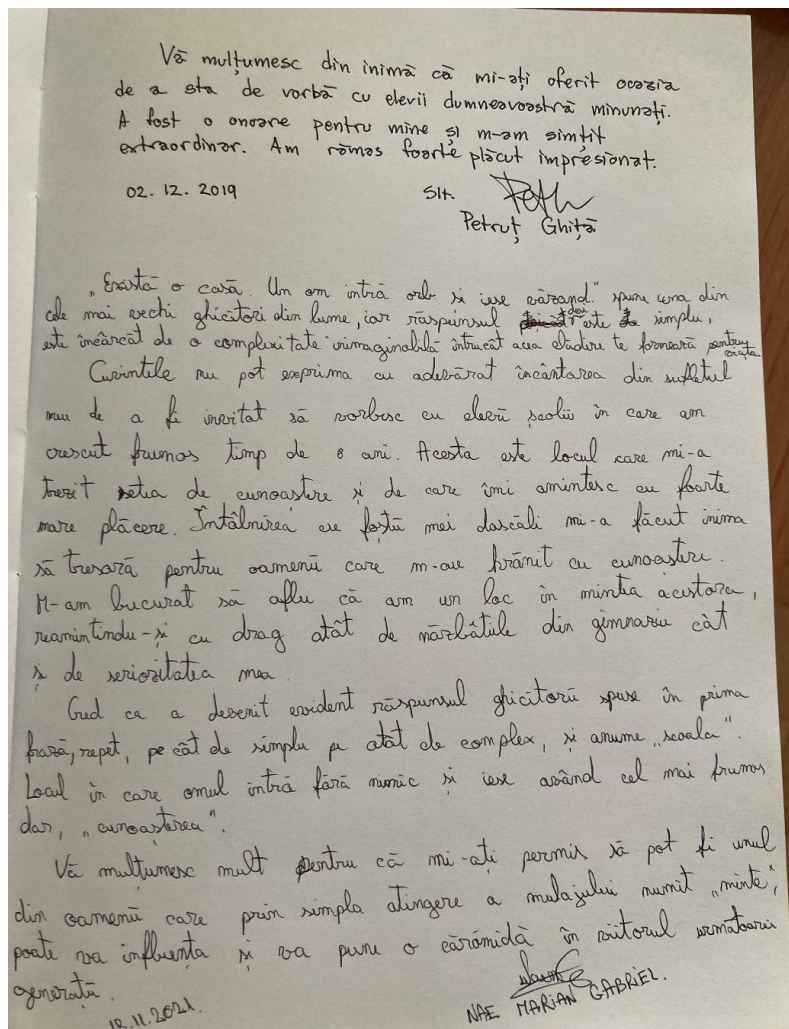 Vă mulțumesc din inimă că mi-ați oferit ocazia
de a sta de vorbă cu elevii dumneavoastră minunați.
A fost o onoare pentru mine și m-am simțit
extraordinar. Am rămas foarte plăcut impresionat.
02.12.2019 Slt.
Petruț Ghiță
„Există o casă. Un om intră orb si iese văzand." spune una din
cele mai vechi ghicitori din lume, iar răspunsul deși este simplu,
este încărcat de o complexitate inimaginabilă întrucât acea clădire te formează pentru
viata
Cuvintele nu pot exprima cu adevărat încântarea din sufletul
meu de a fi invitat să vorbesc cu elevii școlii în care am
crescut frumos timp de 8 ani. Acesta este locul care mi-a
trezit setea de cunoaștere și de care îmi amintesc cu foarte
mare plăcere. Întâlnirea cu foștii mei dascăli mi-a făcut inima
să tresară pentru oamenii care m-au hrănit cu cunoaștere.
M-am bucurat să aflu că am un loc în mintea acestora,
reamintindu-și cu drag atât de năzbâtiile din gimnaziu cât
și de seriozitatea mea.
Cred ca a devenit evident răspunsul ghicitorii spuse în prima
frază, repet, pe cât de simplu pe atât de complex, și anume „scoala".
Locul în care omul intră fără nimic și iese având cel mai frumos
dar, „cunoașterea".
Vă mulțumesc mult pentru că mi-ați permis să pot fi unul
din oamenii care prin simpla atingere a mulajului numit „minte",
poate va influența și va pune o cărămidă în viitorul următoarei
generații.
18.11.2021. NAE MARIAN GABRIEL.